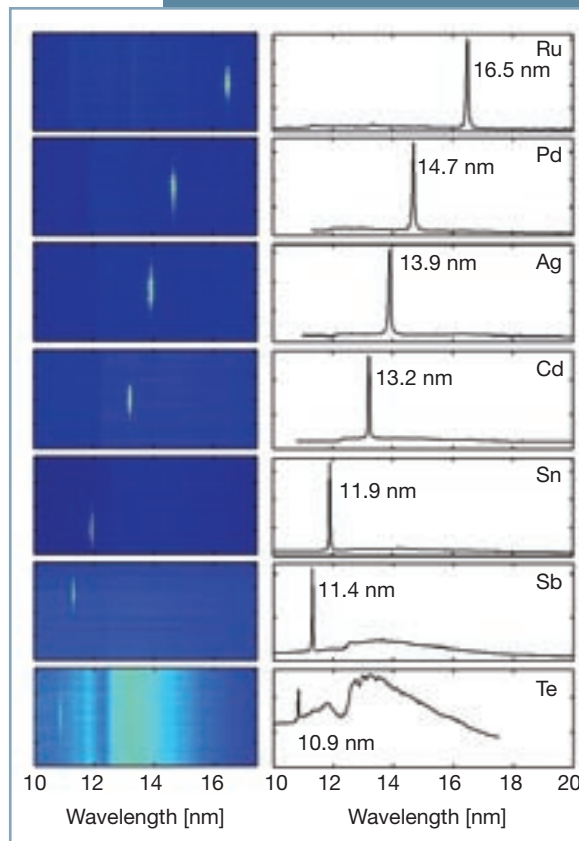 Ru
16.5 nm
Pd
14.7 nm
Ag
13.9 nm
Cd
13.2 nm
Sn
11.9 nm
Sb
11.4 nm
Te
10.9 nm
10 12 14 16
10 12 14 16 18 20
Wavelength [nm]
Wavelength [nm]